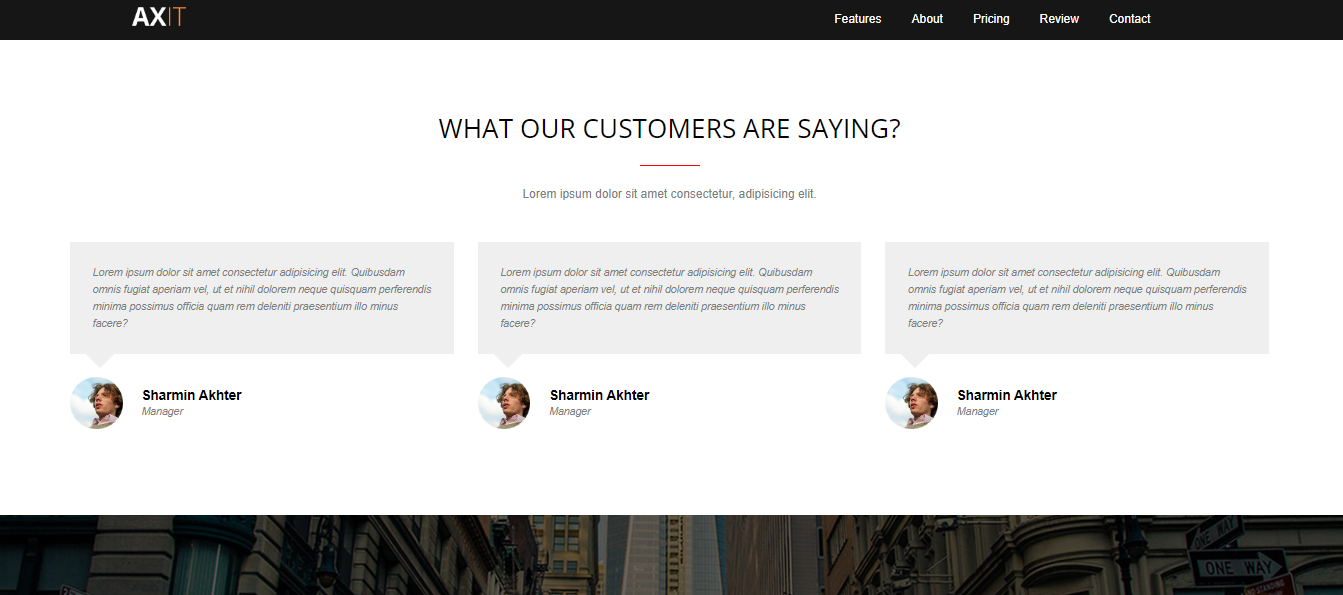 AXIT
Features About Pricing Review Contact
WHAT OUR CUSTOMERS ARE SAYING?
Lorem ipsum dolor sit amet consectetur, adipisicing elit.
Lorem ipsum dolor sit amet consectetur adipisicing elit. Quibusdam
omnis fugiat aperiam vel, ut et nihil dolorem neque quisquam perferendis
minima possimus officia quam rem deleniti praesentium illo minus
facere?
Sharmin Akhter
Manager
Lorem ipsum dolor sit amet consectetur adipisicing elit. Quibusdam
omnis fugiat aperiam vel, ut et nihil dolorem neque quisquam perferendis
minima possimus officia quam rem deleniti praesentium illo minus
facere?
Sharmin Akhter
Manager
Lorem ipsum dolor sit amet consectetur adipisicing elit. Quibusdam
omnis fugiat aperiam vel, ut et nihil dolorem neque quisquam perferendis
minima possimus officia quam rem deleniti praesentium illo minus
facere?
Sharmin Akhter
Manager
ONE WAY
ONE WAY
NO STANDING